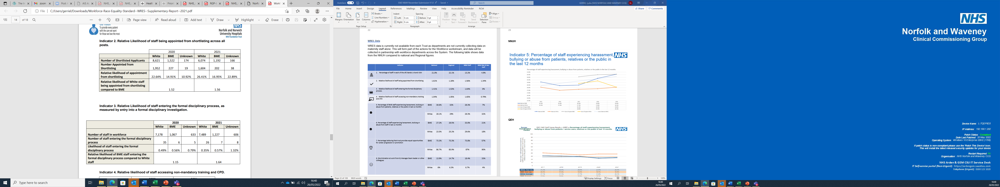 zoom
NHS_
Health
RGP-t
NHS_
Norfo
Workf
File | C:/Users/gerriel/Downloads/Workforce-Race-Equality-Standard--WRES--Supplementary-Report--2021.pdf
14 of 18
Page view
Read aloud
Add text
Draw
Highlight
Erase
Our Vision
To provide every patient
with the care we want
for those we love the most
NHS
Norfolk and Norwich
University Hospitals
NHS Foundation Trust
Indicator 2. Relative Likelihood of staff being appointed from shortlisting across all
posts.
2020 2021
White BME Unknown White BME Unknown
Number of Shortlisted Applicants 8,621 1,522 174 6,074 1,192 166
Number Appointed from
Shortlisting 1,952 227 19 1,604 202 38
Relative likelihood of appointment
from shortlisting 22.64% 14.91% 10.92% 26.41% 16.95% 22.89%
Relative likelihood of White staff
being appointed from shortlisting
compared to BME 1.52 1.56
Indicator 3. Relative Likelihood of staff entering the formal disciplinary process, as
measured by entry into a formal disciplinary investigation.
2020 2021
White BME Unknown White BME Unknown
Number of staff in workforce 7,178 1,067 633 7,489 1,227 606
Number of staff entering the formal disciplinary
process 35 6 5 26 7 8
Likelihood of staff entering the formal
disciplinary process 0.49% 0.56% 0.79% 0.35% 0.57% 1.32%
Relative likelihood of BME staff entering the
formal disciplinary process compared to White
staff 1.15 1.64
Indicator 4. Relative likelihood of staff accessing non-mandatory training and CPD.
Type here to search
16:40
26/05/2022
20
AutoSave On
E&E N&W November Submission V1.0 - Saved
Search
GERRIE, Lydia (NHS NORFOLK AND WAVENEY CCG)
File Home Insert Design Layout References Mailings Review View Help Accessibility Reminder RCM
Share
Comments
Margins Orientation Size Columns
Breaks
Line Numbers
Hyphenation
Page Setup
Indent Spacing
Left: 0 cm Before: 0 pt
Right: 0 cm After: 8 pt
Paragraph
Position Wrap Text Bring Forward Send Backward Selection Pane
Align
Group
Rotate
Arrange
22
WRES Data
WRES data is currently not available from each Trust as departments are not currently collecting data on
maternity staff alone. This will form part of the actions for the Workforce workstream, and data will be
collected in partnership with workforce departments across the System. The following table shows data
from the NNUH compared to national and Regional figures.
Indicator National Regional N&W Staff N&W Mat & Neo Staff
1. Percentage of staff in each of the AfC Bands 1-9 and VSM 21.0% 22.1% 13.2% 4.9%
2. Relative likelihood of staff being appointed from shortlisting 1.61% 1.28% 1.56% 1.34%
3. Relative likelihood of staff entering the formal disciplinary
process. 1.41% 1.53% 1.64% 0%
4. Relative likelihood of staff accessing non-mandatory training
and CPD 1.04% 1.05% 1.65% 0.79%
5. Percentage of BME staff experiencing harassment, bullying or
abuse from patients, relatives or the public in last 12 months
BME 30.6% 32% 28.3% 7%
White 28.1% 29% 28.3% 32%
6. Percentage of staff experiencing harassment, bullying or
abuse from staff in last 12 months
BME 27.2% 28.5% 33.0% 21%
White 23.5% 25.2% 29.6% 18%
7. Percentage believing that trust provides equal opportunities
for career progression or promotion
BME 73.3% 73.3% 73.8% 57%
White 86.7% 85.9% 87% 90%
8. Discrimination at work from b) Manager/team leader or other
colleagues
BME 13.9% 14.7% 18.4% 33%
White 6% 6.3% 6.7% 4%
Page 22 of 108 9820 words
23
NNUH
Indicator 5: Percentage of staff experiencing harassment,
bullying or abuse from patients, relatives or the public in
the last 12 months
NHS
Percentage of staff experiencing harassment, bullying or abuse from patients, relatives or the public in the last 12 months
QEH
Survey
Coordination
Centre
2021 NHS Staff Survey Results > WRES > Percentage of staff experiencing harassment,
bullying or abuse from patients / service users, relatives or the public in last 12 months
NHS
Display Settings
Focus
100%
16:40
26/05/2022
NHS
Norfolk and Waveney
Clinical Commissioning Group
Device Name: L-7QDP6D3
IP Address: 192.168.1.202
Patch Status: Compliant
Date Last Patched: 20 May 2022
Operating System: Windows 10 Enterprise 20H2 (1706)
If patch status is non-compliant please use the 'Patch This Device' icon.
This will install the latest released security updates for your device
Restart Required: No
Organisation: NHS Norfolk and Waveney CCG
NHS Arden & GEM CSU IT Service Desk
IT Self-service portal (Non-Urgent): https://ardengem.saasiteu.com
Telephone (Urgent): 0300 123 1020
16:40
26/05/2022